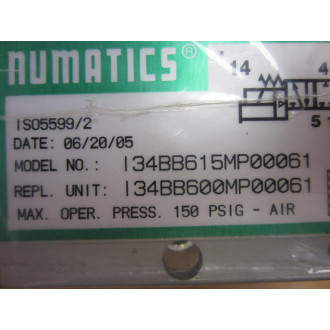 NUMATICS®
14 4
5 1
ISO5599/2
DATE: 06/20/05
MODEL NO.: I34BB615MP00061
REPL. UNIT: I34BB600MP00061
MAX. OPER. PRESS. 150 PSIG - AIR